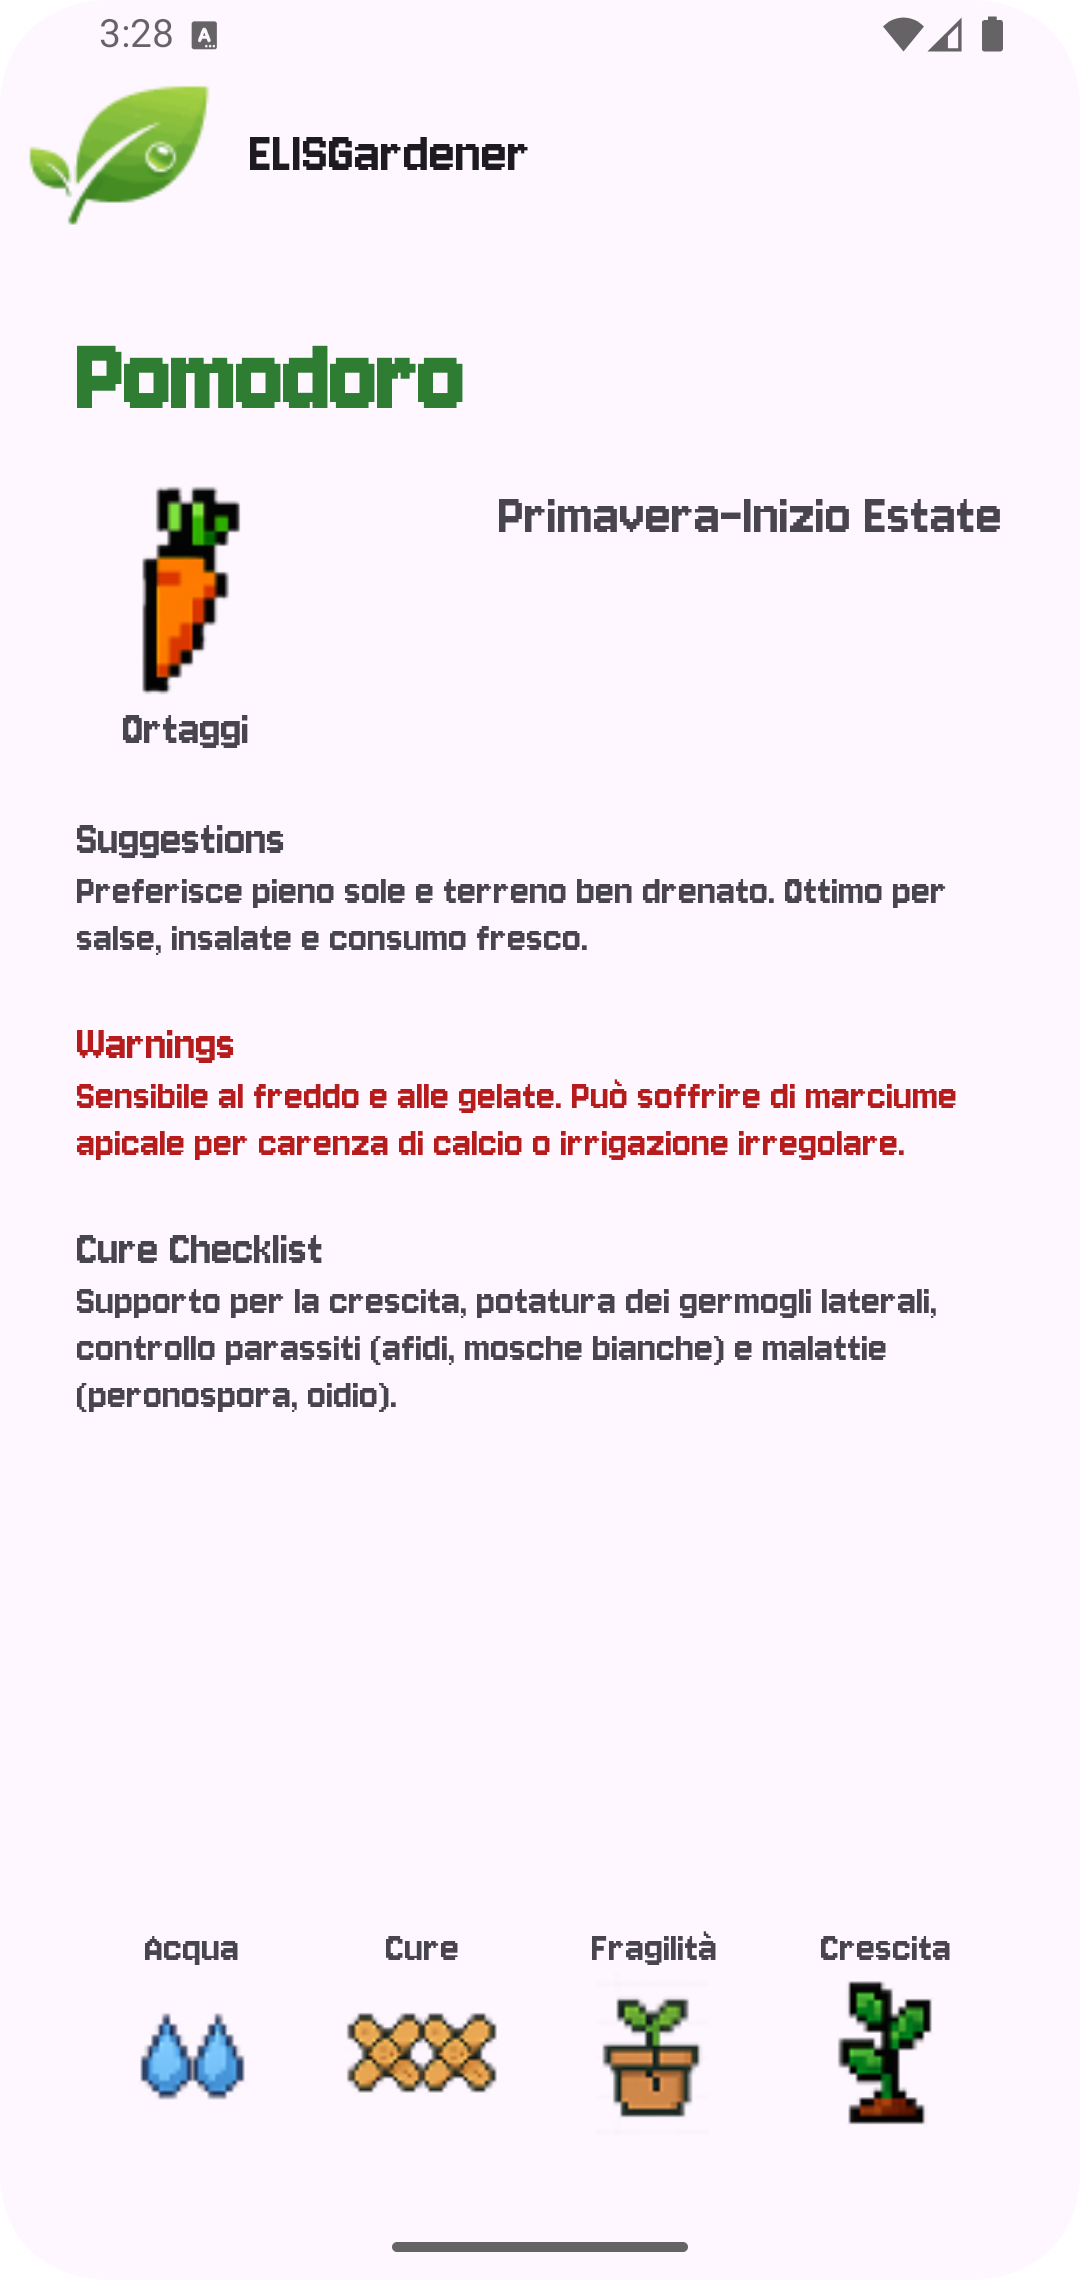 3:28 A
ELISGardener
Pomodoro
Primavera-Inizio Estate
Ortaggi
Suggestions
Preferisce pieno sole e terreno ben drenato. Ottimo per
salse, insalate e consumo fresco.
Warnings
Sensibile al freddo e alle gelate. Può soffrire di marciume
apicale per carenza di calcio o irrigazione irregolare.
Cure Checklist
Supporto per la crescita, potatura dei germogli laterali,
controllo parassiti (afidi, mosche bianche) e malattie
(peronospora, oidio).
Acqua Cure Fragilità Crescita